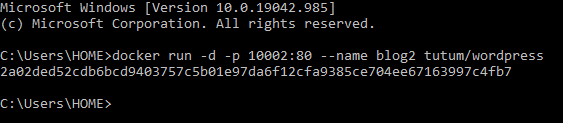 Microsoft Windows [Version 10.0.19042.985]
(c) Microsoft Corporation. All rights reserved.
C:\Users\HOME>docker run -d -p 10002:80 --name blog2 tutum/wordpress
2a02ded52cdb6bcd9403757c5b01e97da6f12cfa9385ce704ee67163997c4fb7
C:\Users\HOME>